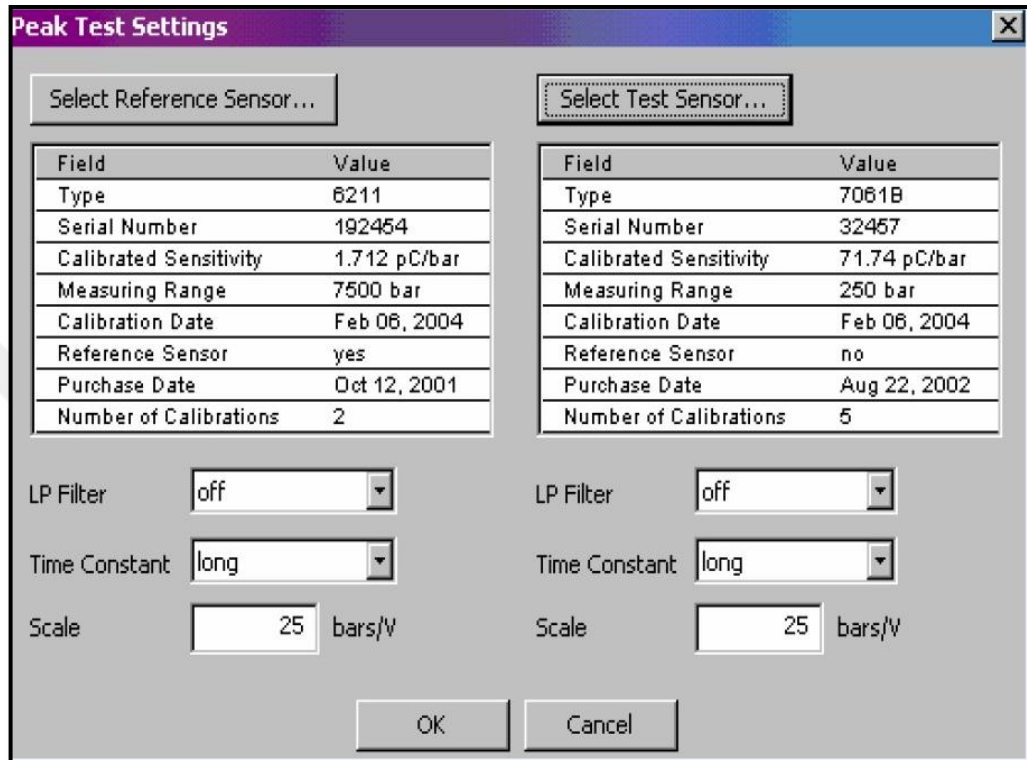 Peak Test Settings
Select Reference Sensor...
Field Value
Type 6211
Serial Number 192454
Calibrated Sensitivity 1.712 pC/bar
Measuring Range 7500 bar
Calibration Date Feb 06, 2004
Reference Sensor yes
Purchase Date Oct 12, 2001
Number of Calibrations 2
LP Filter off
Time Constant long
Scale 25 bars/V
Select Test Sensor...
Field Value
Type 7061B
Serial Number 32457
Calibrated Sensitivity 71.74 pC/bar
Measuring Range 250 bar
Calibration Date Feb 06, 2004
Reference Sensor no
Purchase Date Aug 22, 2002
Number of Calibrations 5
LP Filter off
Time Constant long
Scale 25 bars/V
OK
Cancel